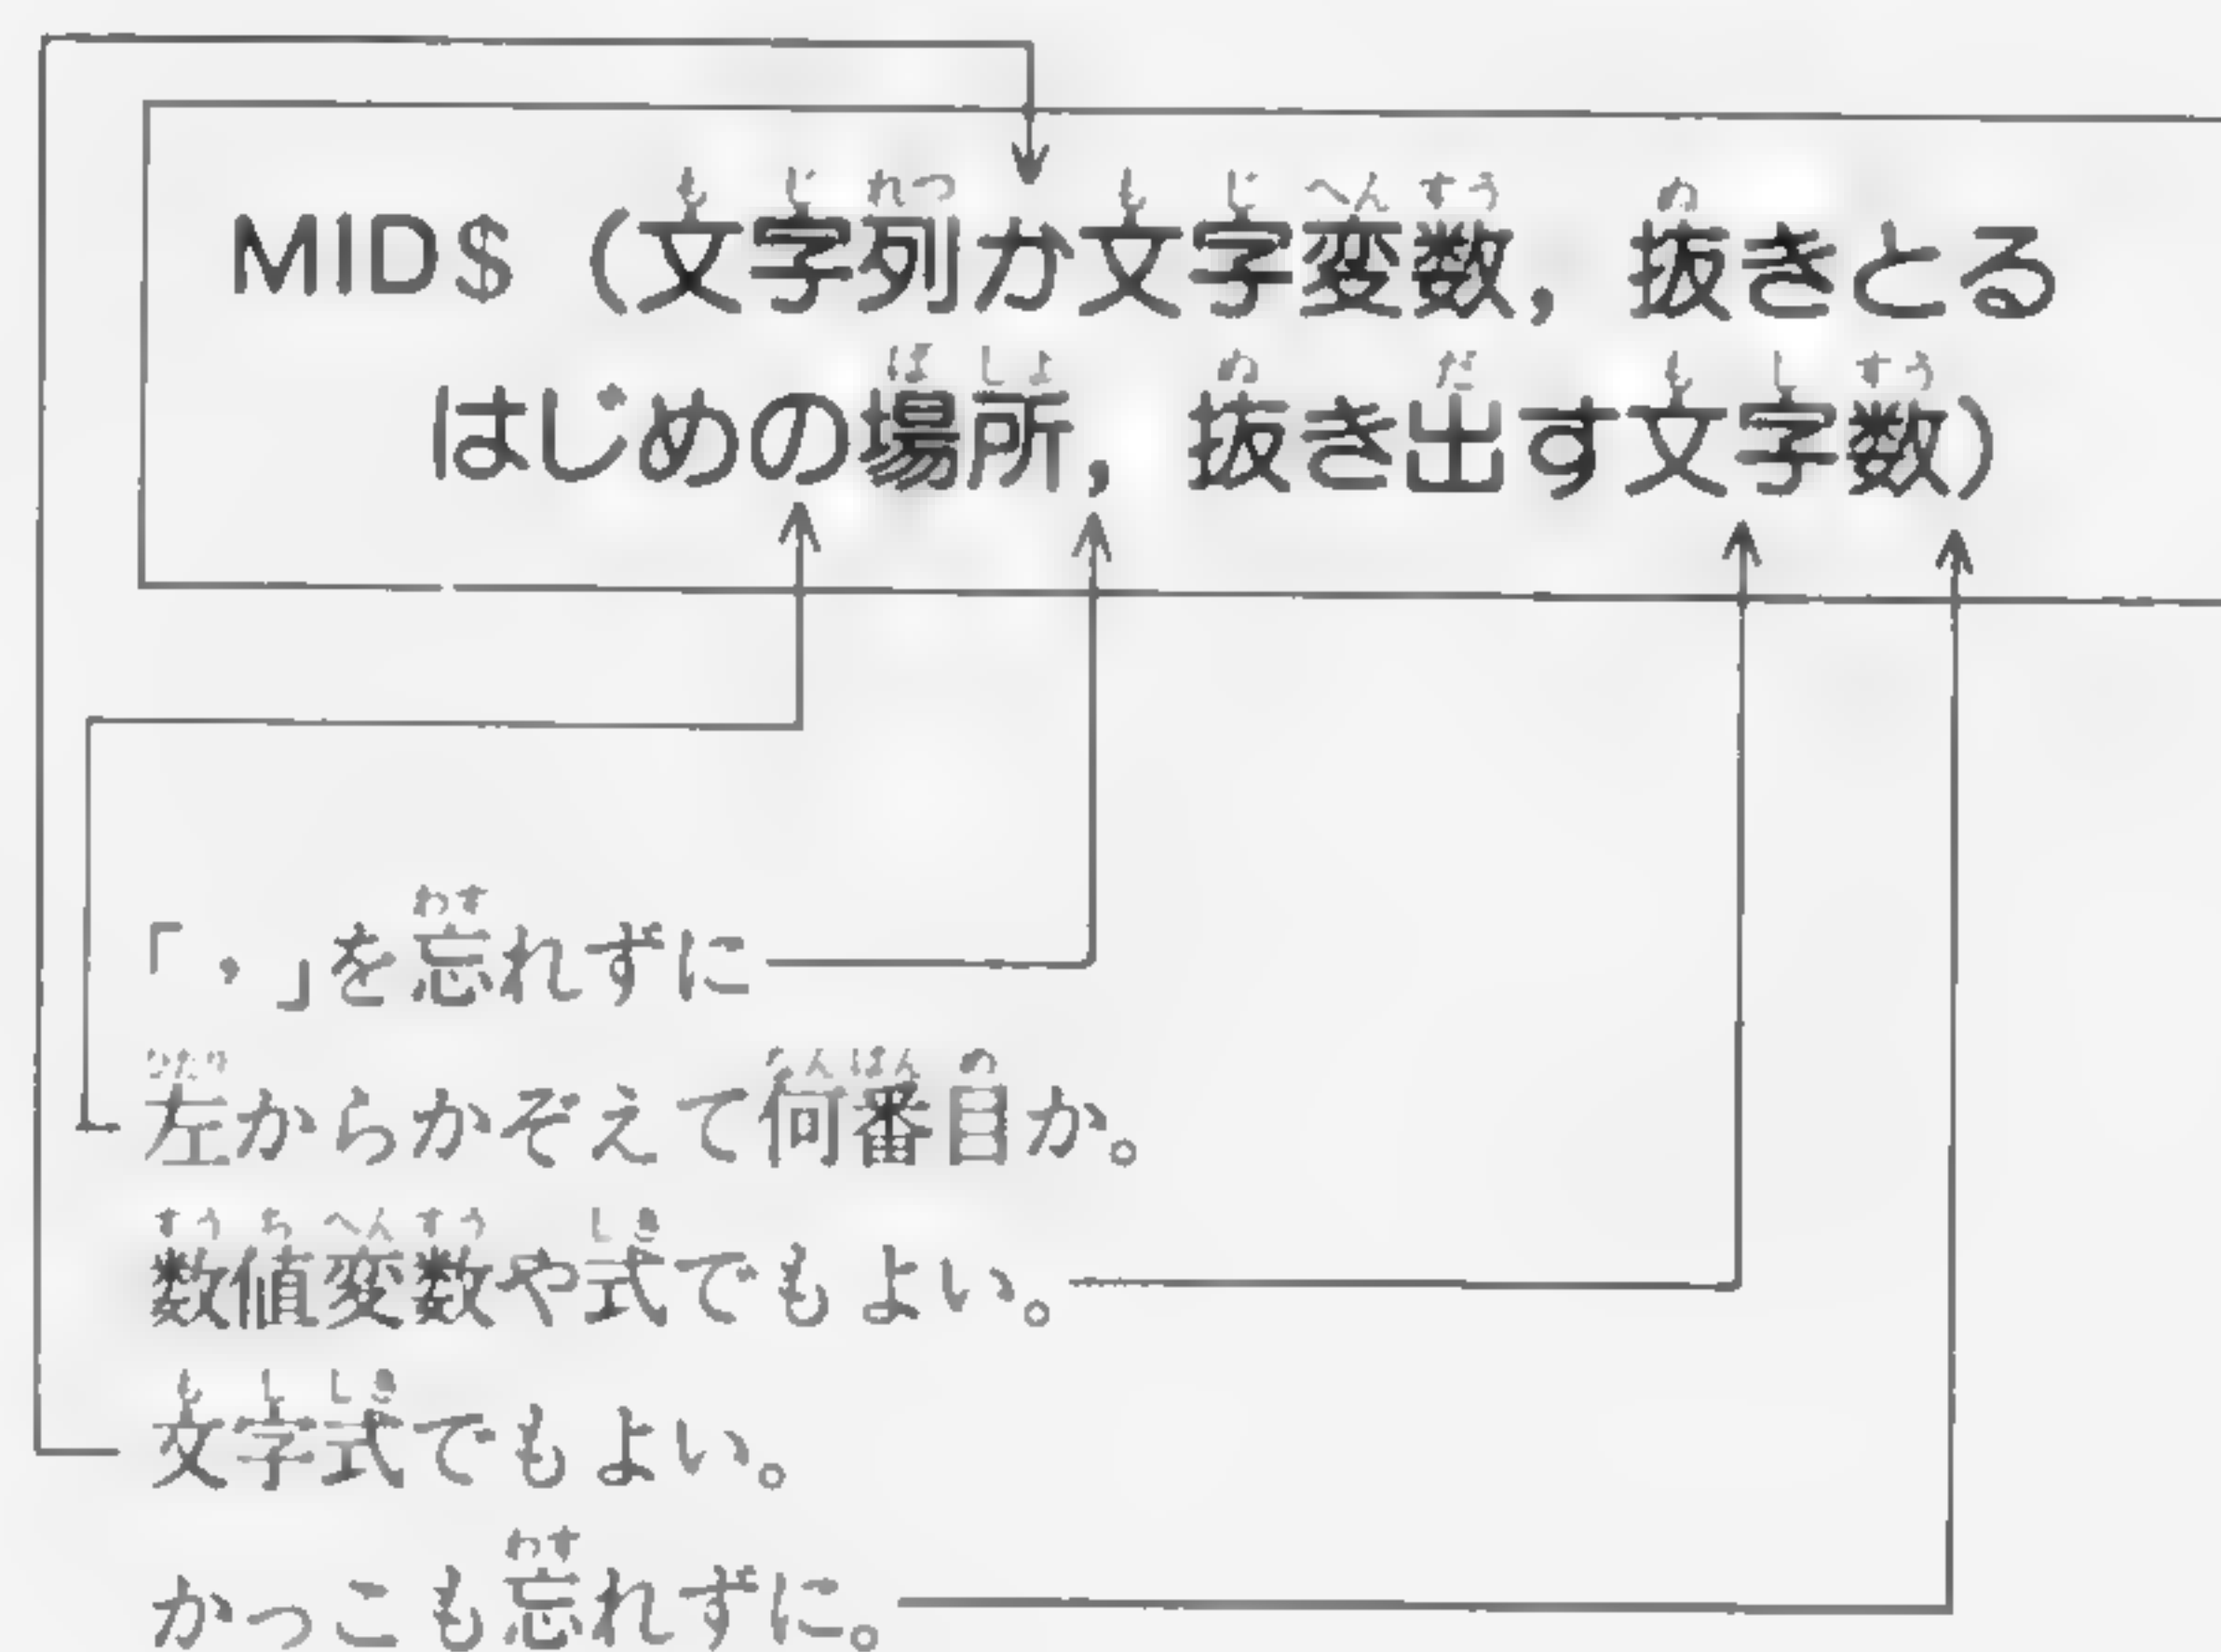 MID$ (文字列か文字変数, 抜きとる
はじめの場所, 抜き出す文字数)
「,」を忘れずに
左からかぞえて何番目か。
数値変数や式でもよい。
文字式でもよい。
かっこも忘れずに。